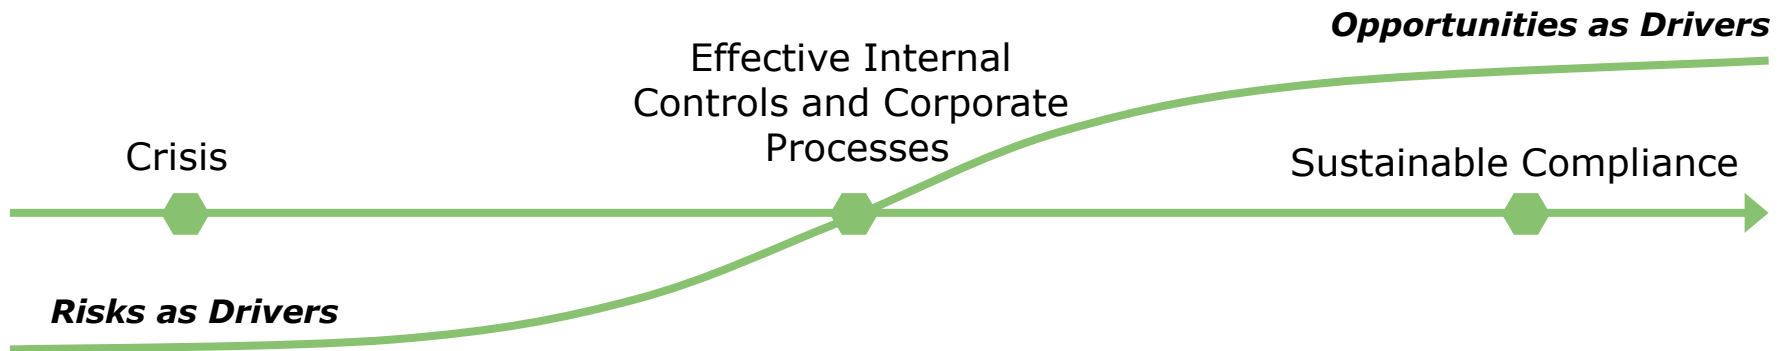 Opportunities as Drivers
Effective Internal
Controls and Corporate
Processes
Crisis
Sustainable Compliance
Risks as Drivers